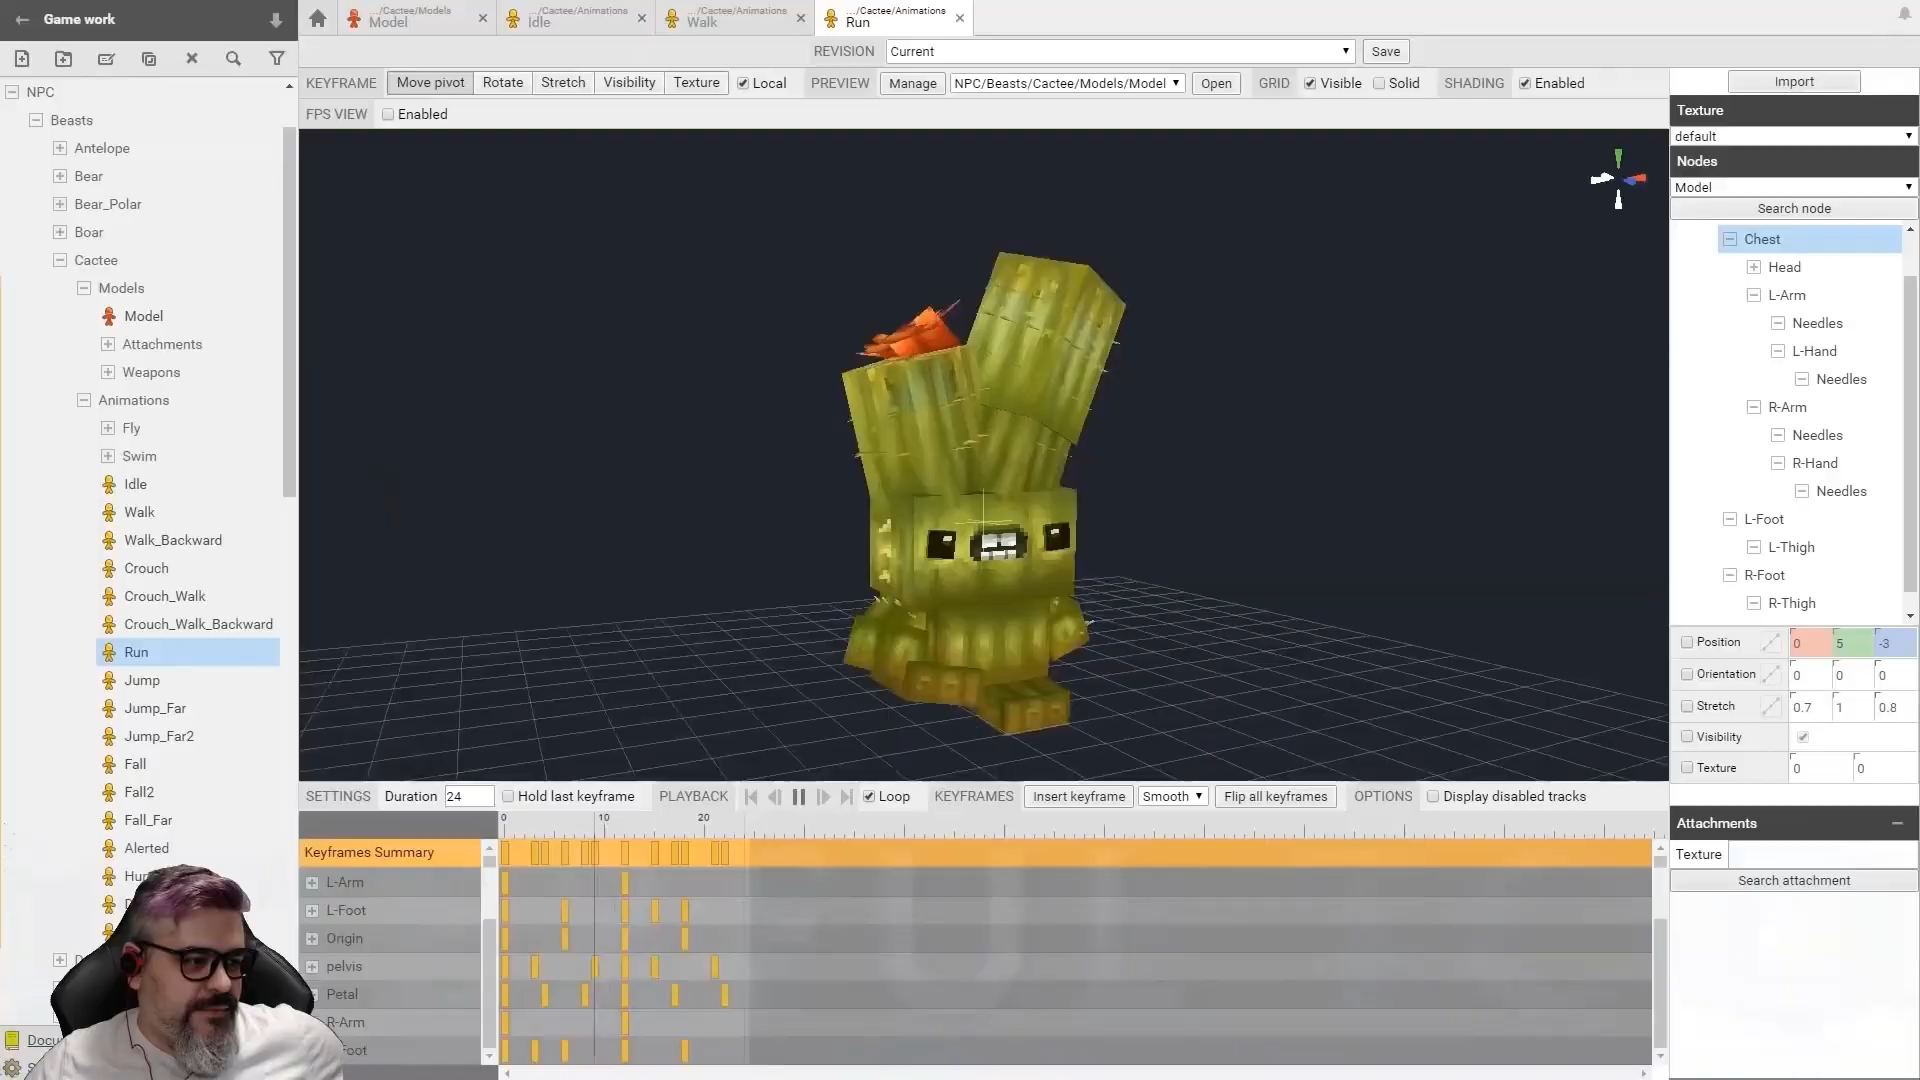 Game work
.../Cactee/Models
Model
.../Cactee/Animations
Idle
.../Cactee/Animations
Walk
.../Cactee/Animations
Run
REVISION Current Save
KEYFRAME Move pivot Rotate Stretch Visibility Texture Local PREVIEW Manage NPC/Beasts/Cactee/Models/Model Open GRID Visible Solid SHADING Enabled
FPS VIEW Enabled
NPC
Beasts
Antelope
Bear
Bear_Polar
Boar
Cactee
Models
Model
Attachments
Weapons
Animations
Fly
Swim
Idle
Walk
Walk_Backward
Crouch
Crouch_Walk
Crouch_Walk_Backward
Run
Jump
Jump_Far
Jump_Far2
Fall
Fall2
Fall_Far
Alerted
Import
Texture
default
Nodes
Model
Search node
Chest
Head
L-Arm
Needles
L-Hand
Needles
R-Arm
Needles
R-Hand
Needles
L-Foot
L-Thigh
R-Foot
R-Thigh
Position 0 5 -3
Orientation 0 0 0
Stretch 0.7 1 0.8
Visibility
Texture 0 0
Attachments
Texture
Search attachment
SETTINGS Duration 24 Hold last keyframe PLAYBACK Loop KEYFRAMES Insert keyframe Smooth Flip all keyframes OPTIONS Display disabled tracks
0 10 20
Keyframes Summary
L-Arm
L-Foot
Origin
pelvis
Petal
R-Arm